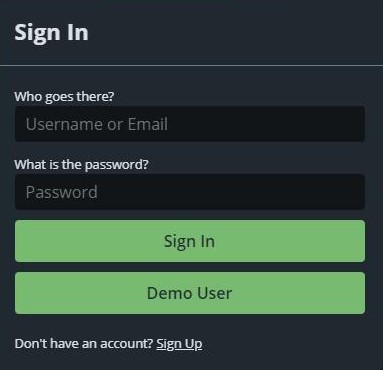 Sign In
Who goes there?
Username or Email
What is the password?
Password
Sign In
Demo User
Don't have an account? Sign Up